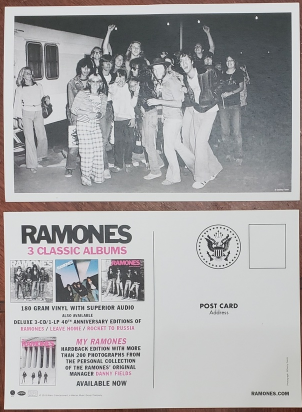 RAMONES
3 CLASSIC ALBUMS
RAMONES
180 GRAM VINYL WITH SUPERIOR AUDIO
ALSO AVAILABLE
DELUXE 3-CD/1-LP 40TH ANNIVERSARY EDITIONS OF
RAMONES / LEAVE HOME / ROCKET TO RUSSIA
MY RAMONES
HARDBACK EDITION WITH MORE
THAN 200 PHOTOGRAPHS FROM
THE PERSONAL COLLECTION
OF THE RAMONES' ORIGINAL
MANAGER DANNY FIELDS
AVAILABLE NOW
POST CARD
Address
RAMONES.COM